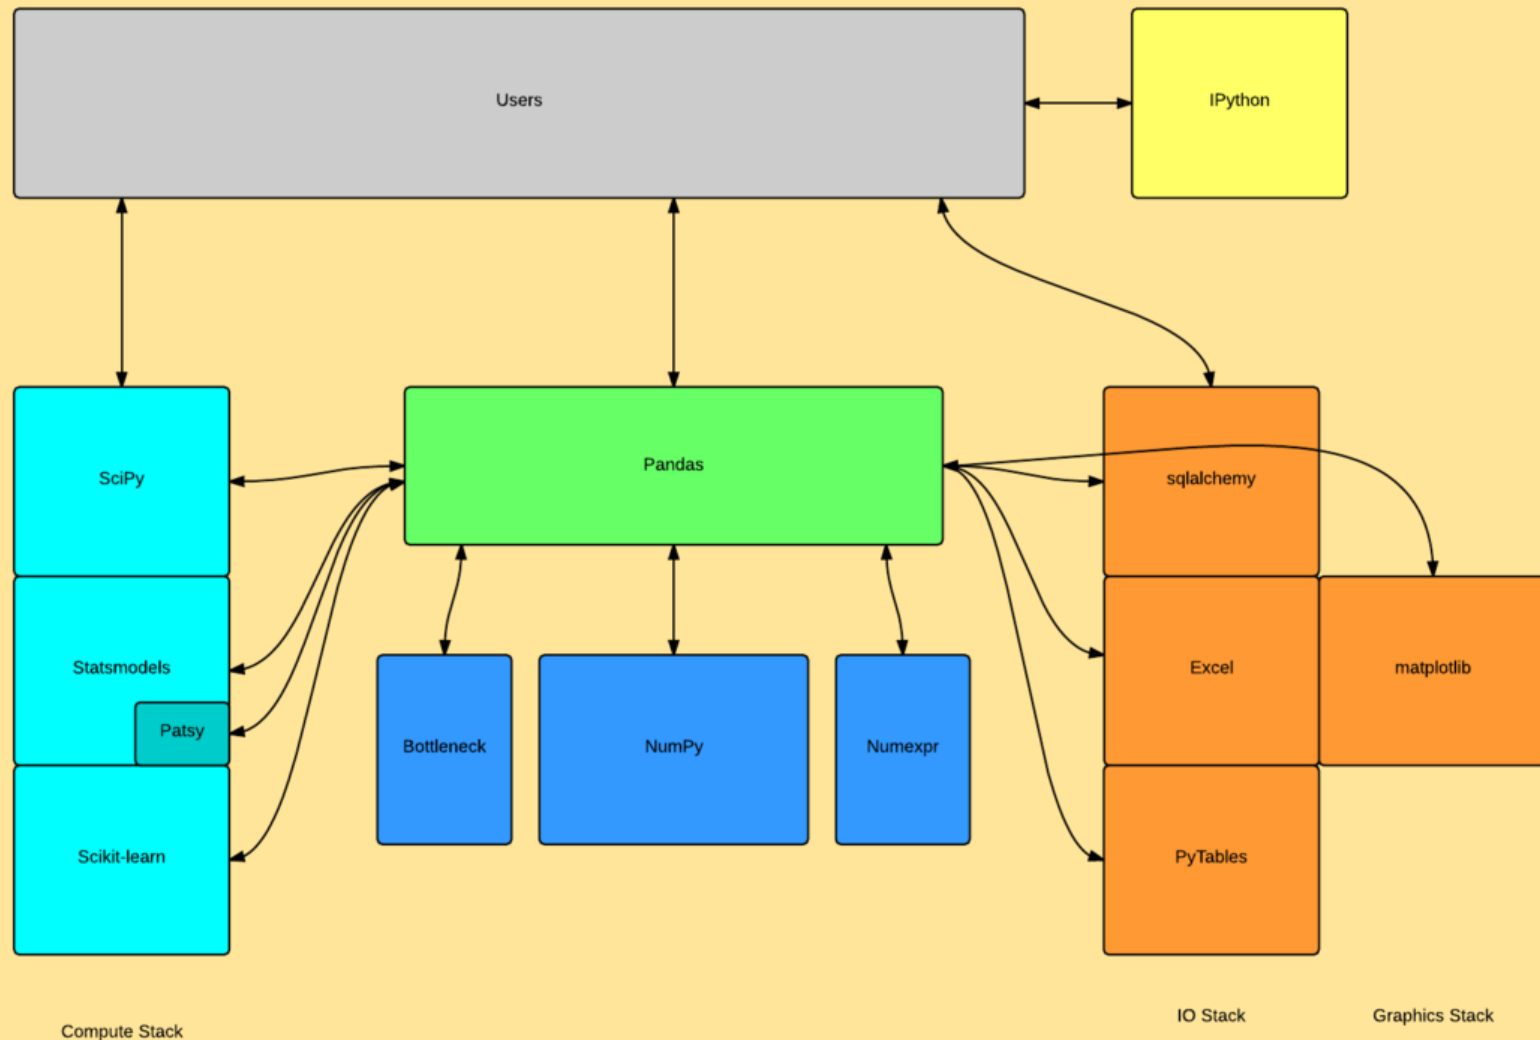 Users
IPython
SciPy
Pandas
sqlalchemy
Statsmodels
Excel
matplotlib
Patsy
Bottleneck
NumPy
Numexpr
Scikit-learn
PyTables
IO Stack
Graphics Stack
Compute Stack